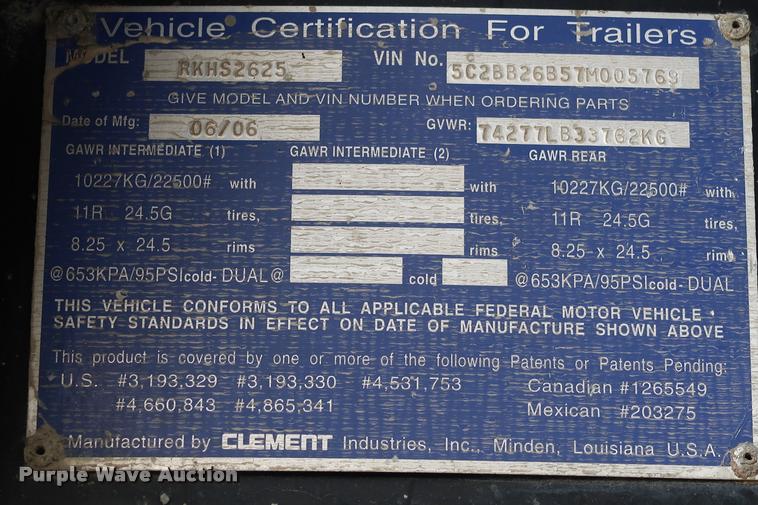 Vehicle Certification For Trailers
MODEL RKHS2625 VIN No. 5C2BB26B57M005769
GIVE MODEL AND VIN NUMBER WHEN ORDERING PARTS
Date of Mfg: 06/06 GVWR: 74277LB33762KG
GAWR INTERMEDIATE (1) GAWR INTERMEDIATE (2) GAWR REAR
10227KG/22500# with with 10227KG/22500# with
11R 24.5G tires, tires, 11R 24.5G tires,
8.25 x 24.5 rims rims 8.25 x 24.5 rims
@653KPA/95PSIcold- DUAL@ cold @653KPA/95PSIcold- DUAL
THIS VEHICLE CONFORMS TO ALL APPLICABLE FEDERAL MOTOR VEHICLE
SAFETY STANDARDS IN EFFECT ON DATE OF MANUFACTURE SHOWN ABOVE
This product is covered by one or more of the following Patents or Patents Pending:
U.S. #3,193,329 #3,193,330 #4,531,753 Canadian #1265549
#4,660,843 #4,865,341 Mexican #203275
Manufactured by CLEMENT Industries, Inc., Minden, Louisiana U.S.A.
Purple Wave Auction